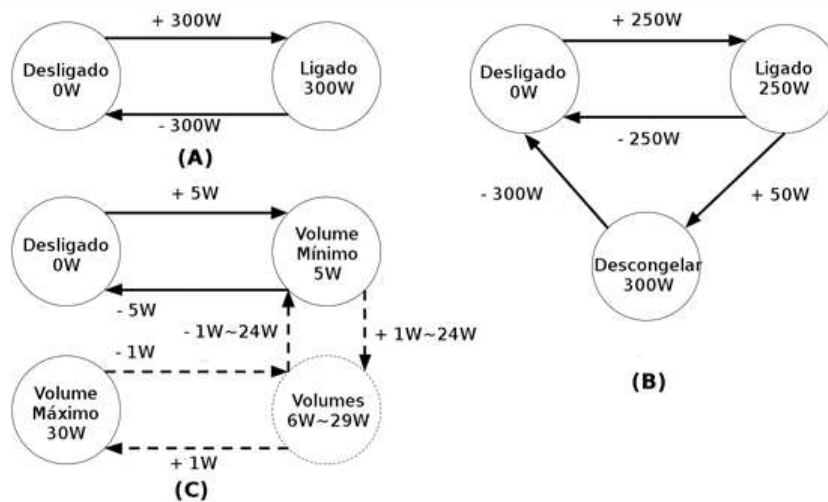 + 300W
Desligado
0W
Ligado
300W
- 300W
(A)
+ 250W
Desligado
0W
Ligado
250W
- 250W
- 300W
+ 50W
Descongelar
300W
(B)
+ 5W
Desligado
0W
Volume
Mínimo
5W
- 5W
- 1W~24W
+ 1W~24W
- 1W
Volume
Máximo
30W
Volumes
6W~29W
+ 1W
(C)